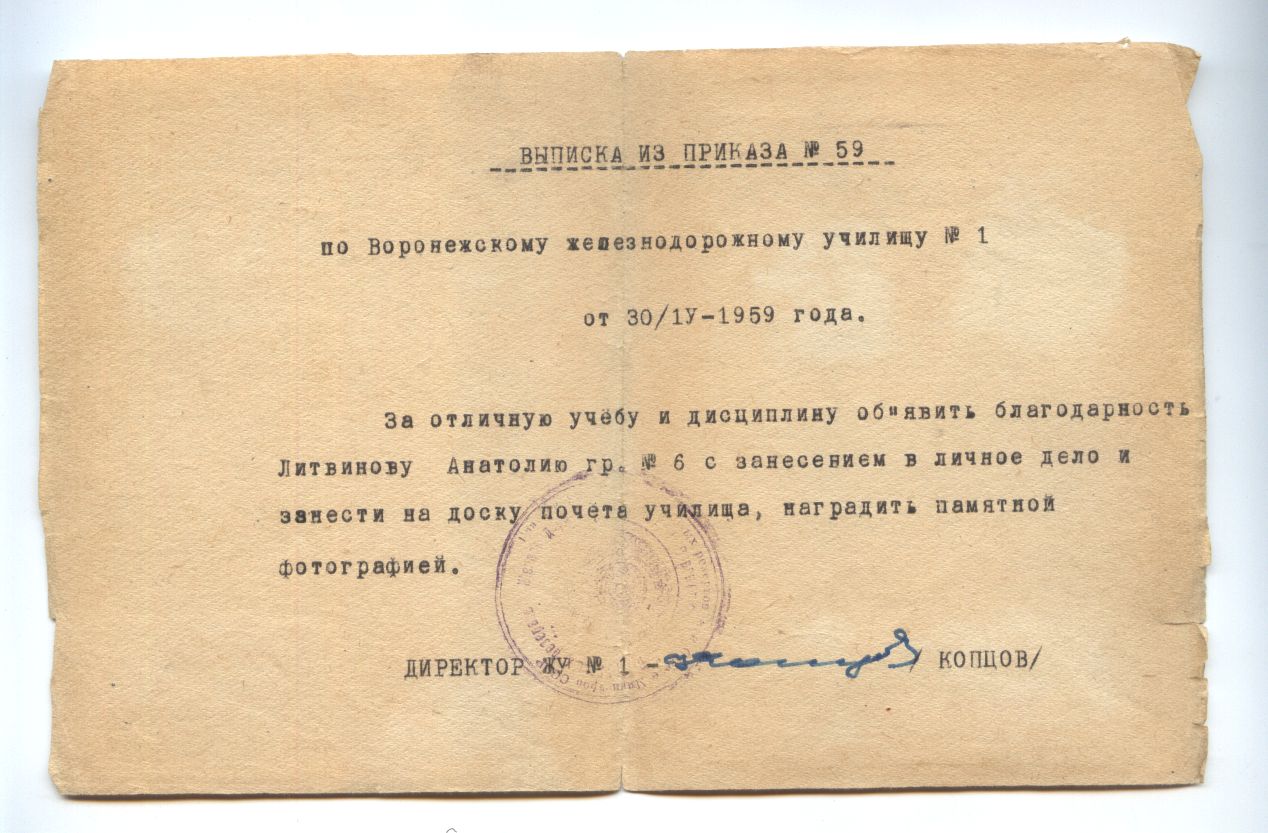 ВЫПИСКА ИЗ ПРИКАЗА № 59
по Воронежскому железнодорожному училищу № 1
от 30/1У-1959 года.
За отличную учёбу и дисциплину об"явить благодарность
Литвинову Анатолию гр. № 6 с занесением в личное дело и
занести на доску почёта училища, наградить памятной
фотографией.
ДИРЕКТОР ЖУ № 1 - / КОПЦОВ/